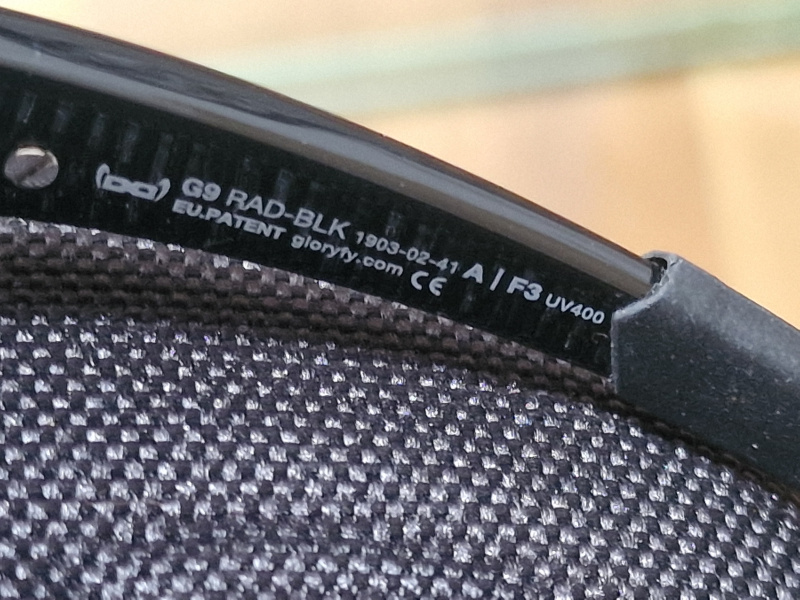 G9 RAD-BLK 1903-02-41 A / F3 UV400
EU.PATENT gloryfy.com CE